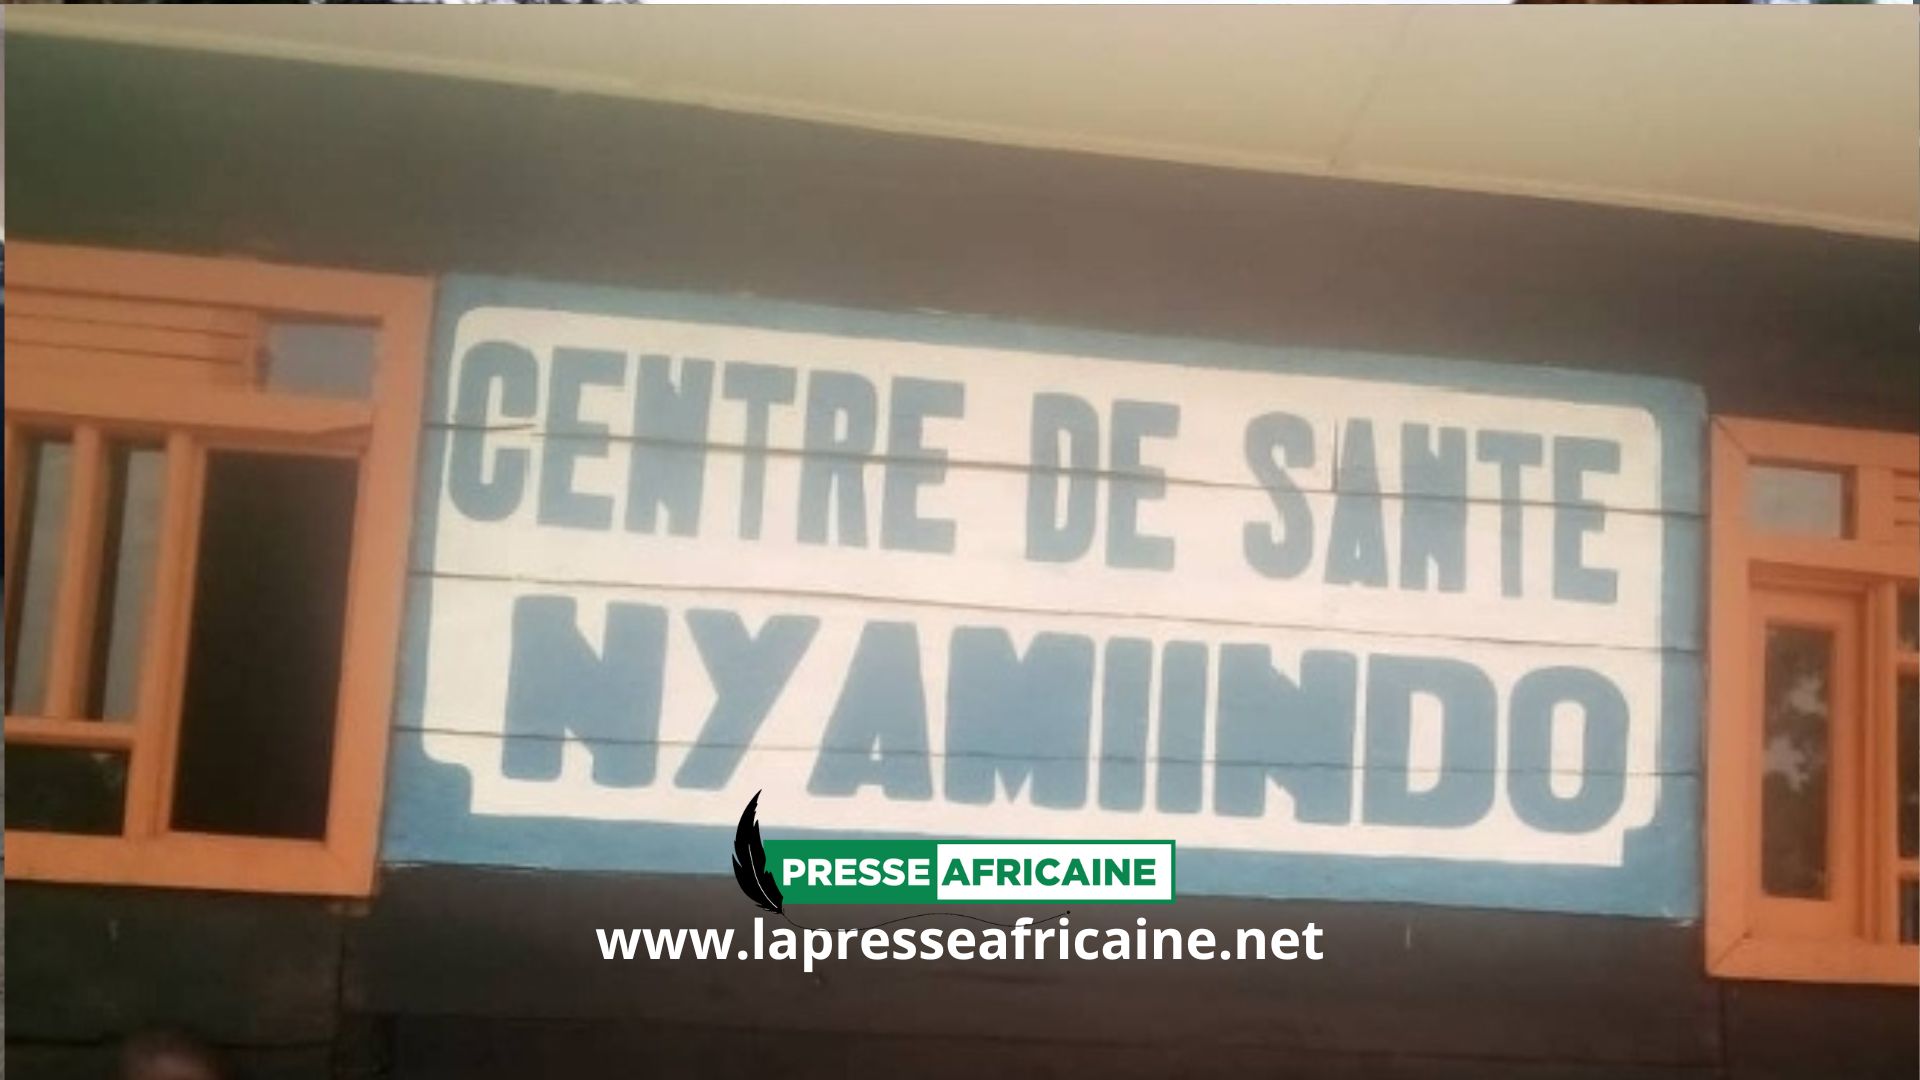 CENTRE DE SANTE
NYAMIINDO
PRESSE AFRICAINE
www.lapresseafricaine.net